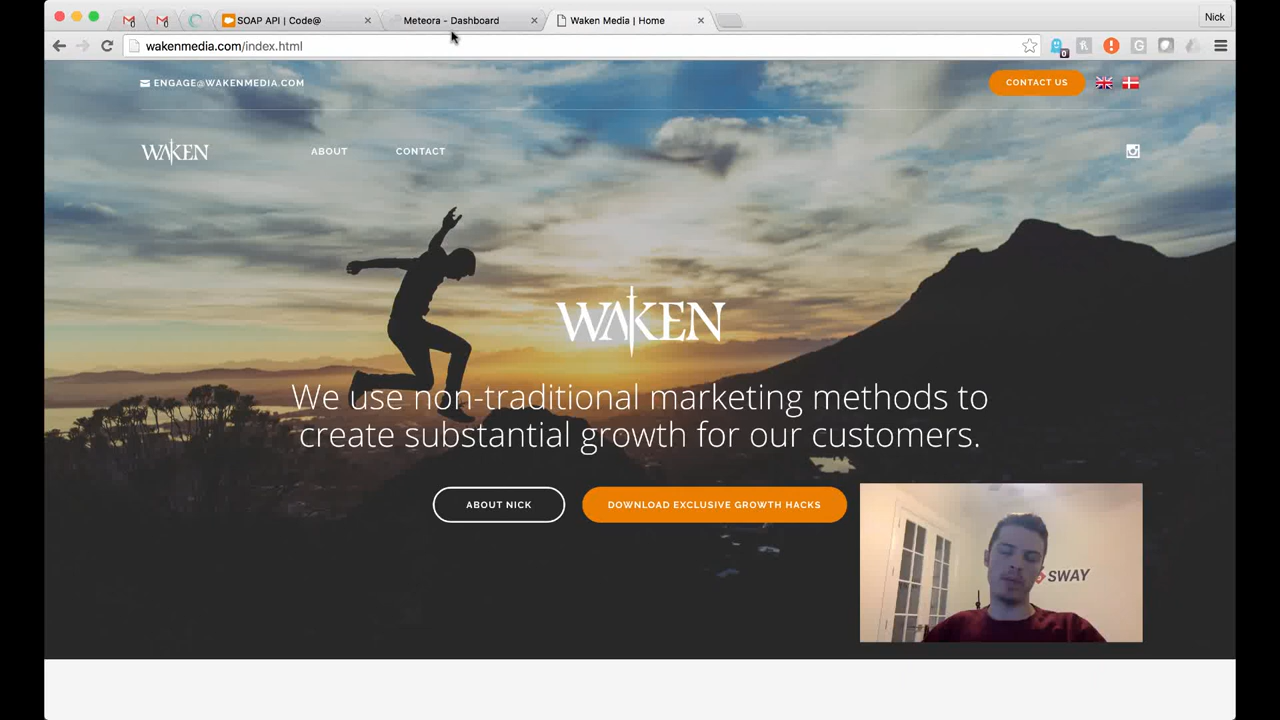 SOAP API | Code@
Meteora - Dashboard
Waken Media | Home
Nick
wakenmedia.com/index.html
0
ENGAGE@WAKENMEDIA.COM
CONTACT US
WAKEN
ABOUT
CONTACT
WAKEN
We use non-traditional marketing methods to
create substantial growth for our customers.
ABOUT NICK
DOWNLOAD EXCLUSIVE GROWTH HACKS
SWAY